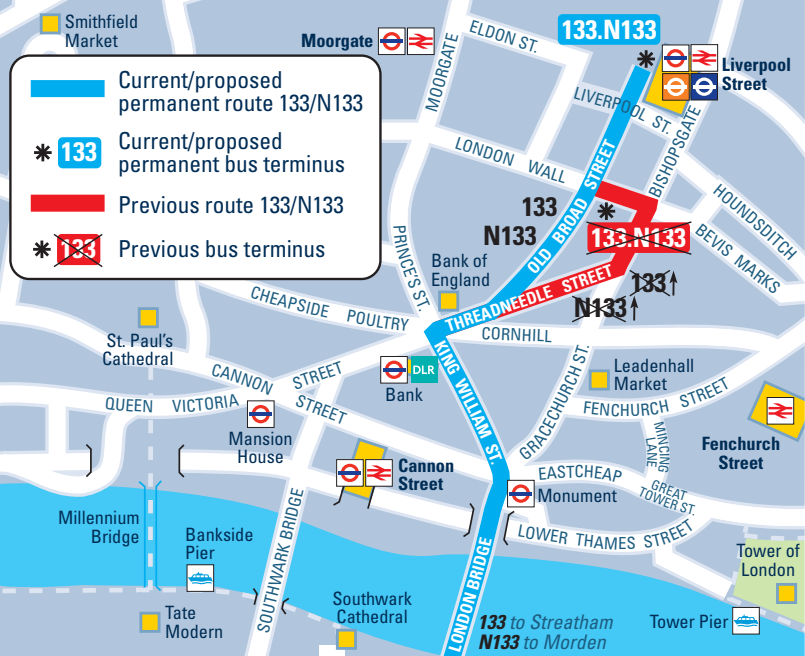 Smithfield
Market
Moorgate
MOORGATE
ELDON ST.
133.N133
Liverpool
Street
LIVERPOOL ST.
BISHOPSGATE
Current/proposed
permanent route 133/N133
133
Current/proposed
permanent bus terminus
Previous route 133/N133
133
Previous bus terminus
LONDON WALL
OLD BROAD STREET
HOUNDSDITCH
BEVIS MARKS
133
N133
133.N133
PRINCE'S ST.
Bank of
England
THREADNEEDLE STREET
133
N133
CHEAPSIDE
POULTRY
CORNHILL
St. Paul's
Cathedral
CANNON
STREET
QUEEN VICTORIA
STREET
DLR
Bank
KING WILLIAM ST.
GRACECHURCH ST.
Leadenhall
Market
FENCHURCH STREET
MINCING
LANE
Fenchurch
Street
Mansion
House
Cannon
Street
EASTCHEAP
GREAT
TOWER ST.
Monument
LOWER THAMES STREET
Millennium
Bridge
Bankside
Pier
SOUTHWARK BRIDGE
LONDON BRIDGE
Tower of
London
Tate
Modern
Southwark
Cathedral
133 to Streatham
N133 to Morden
Tower Pier